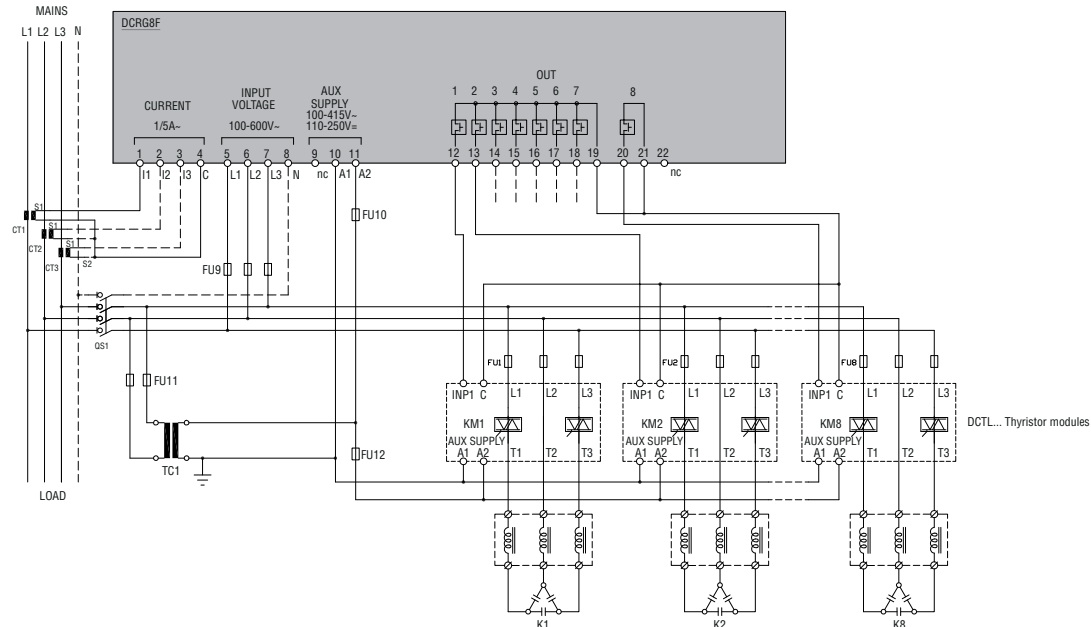 MAINS
L1 L2 L3 N
DCRG8F
OUT
CURRENT
1/5A~
INPUT
VOLTAGE
100-600V~
AUX
SUPPLY
100-415V~
110-250V=
1 2 3 4 5 6 7 8
1 2 3 4 5 6 7 8 9 10 11 12 13 14 15 16 17 18 19 20 21 22
I1 I2 I3 C L1 L2 L3 N nc A1 A2 nc
S1
CT1
S1
CT2
S1
CT3
S2
FU10
FU9
QS1
FU11
TC1
FU12
LOAD
FU1 FU2 FU8
INP1 C L1 L2 L3 INP1 C L1 L2 L3 INP1 C L1 L2 L3
KM1 KM2 KM8
DCTL... Thyristor modules
AUX SUPPLY AUX SUPPLY AUX SUPPLY
A1 A2 T1 T2 T3 A1 A2 T1 T2 T3 A1 A2 T1 T2 T3
K1 K2 K8